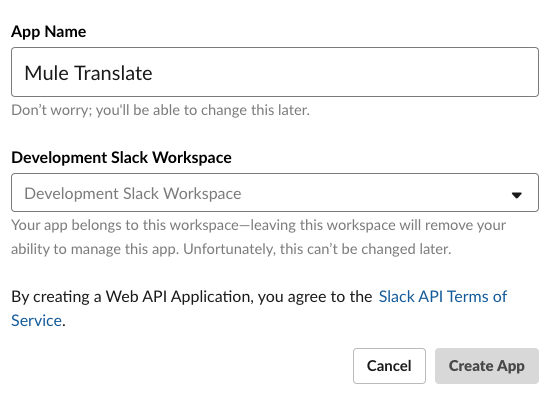 App Name
Mule Translate
Don't worry; you'll be able to change this later.
Development Slack Workspace
Development Slack Workspace
Your app belongs to this workspace—leaving this workspace will remove your
ability to manage this app. Unfortunately, this can't be changed later.
By creating a Web API Application, you agree to the Slack API Terms of
Service.
Cancel Create App